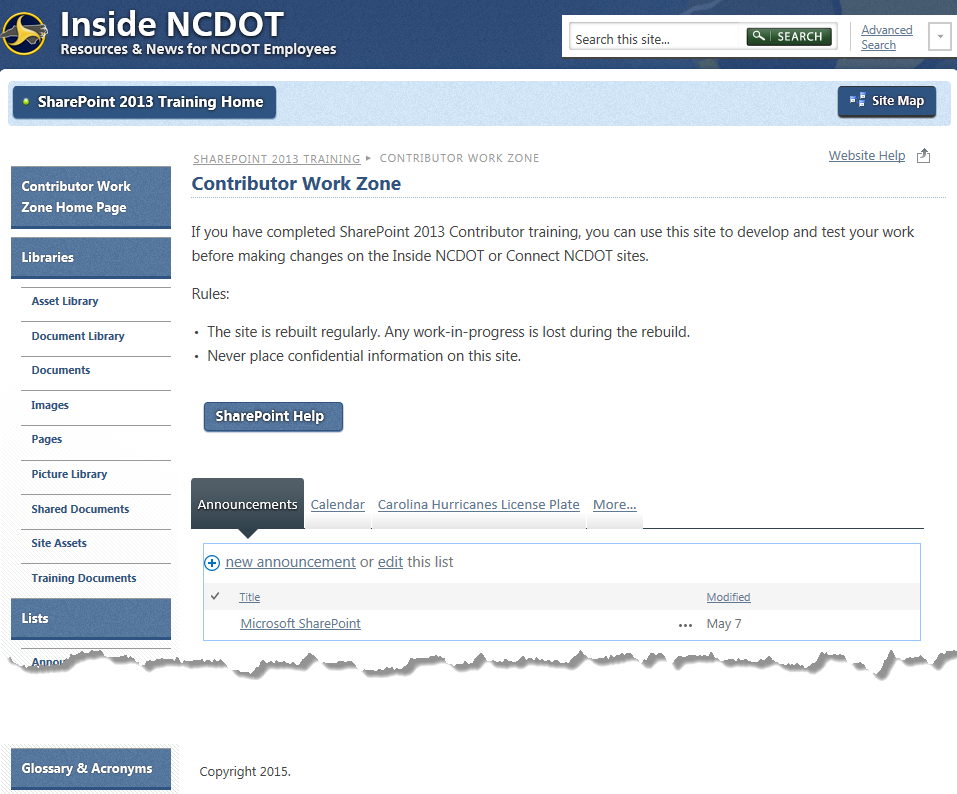 Inside NCDOT
Resources & News for NCDOT Employees
Search this site...
SEARCH
Advanced
Search
SharePoint 2013 Training Home
Site Map
SHAREPOINT 2013 TRAINING ▸ CONTRIBUTOR WORK ZONE
Website Help
Contributor Work Zone
Contributor Work
Zone Home Page
Libraries
Asset Library
Document Library
Documents
Images
Pages
Picture Library
Shared Documents
Site Assets
Training Documents
Lists
If you have completed SharePoint 2013 Contributor training, you can use this site to develop and test your work
before making changes on the Inside NCDOT or Connect NCDOT sites.
Rules:
• The site is rebuilt regularly. Any work-in-progress is lost during the rebuild.
• Never place confidential information on this site.
SharePoint Help
Announcements Calendar Carolina Hurricanes License Plate More...
new announcement or edit this list
Title Modified
Microsoft SharePoint ... May 7
Glossary & Acronyms
Copyright 2015.